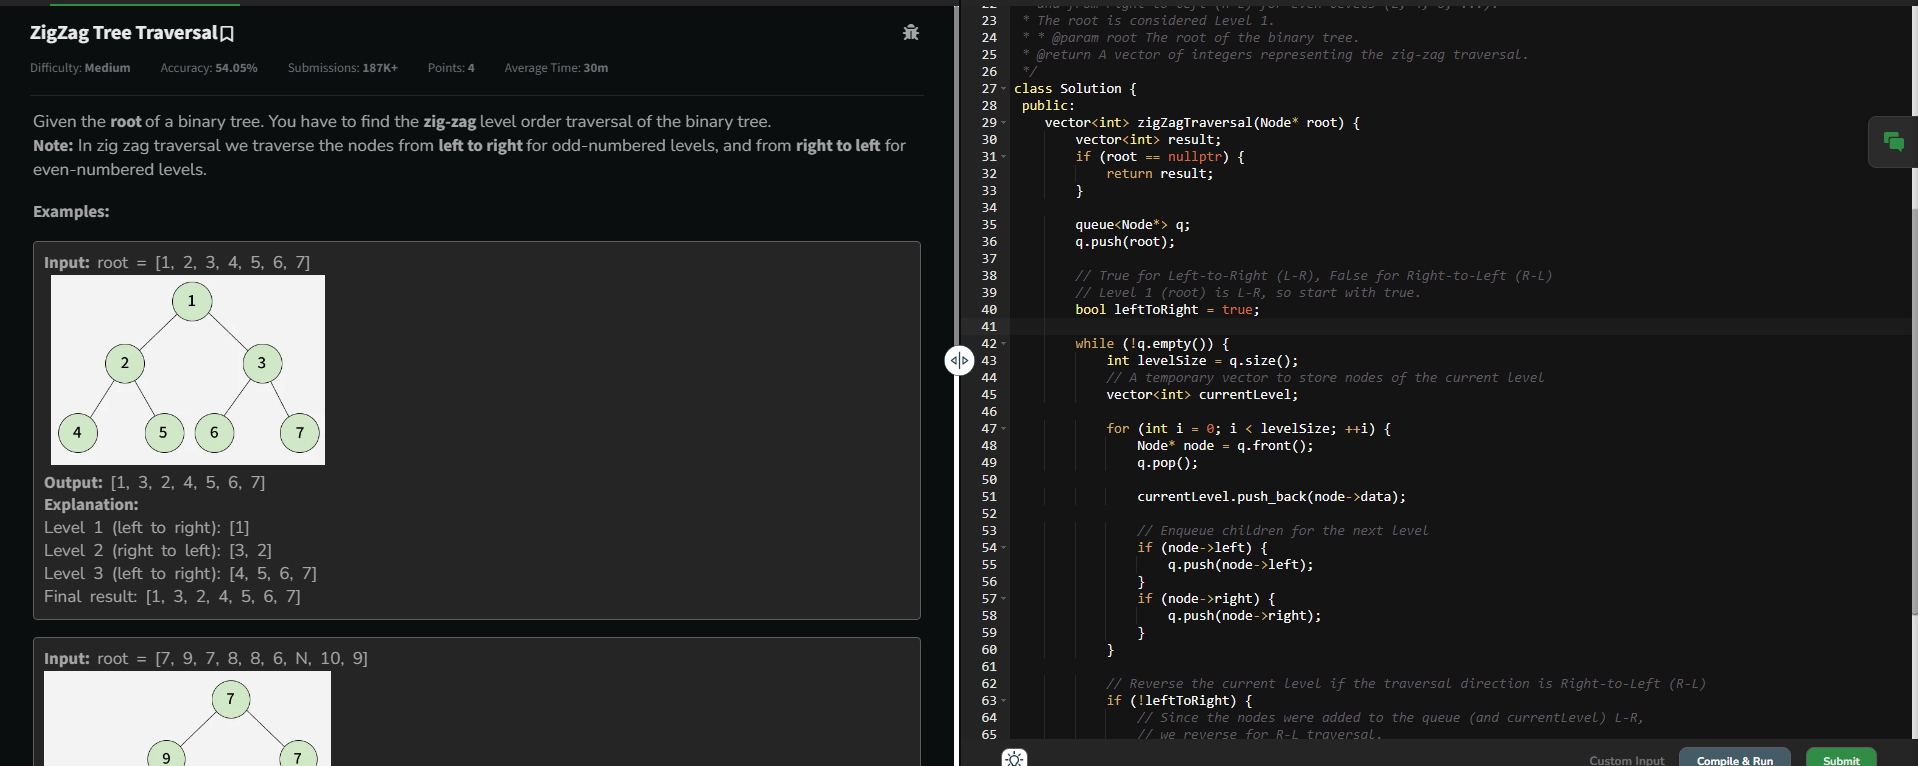 ZigZag Tree Traversal
Difficulty: Medium Accuracy: 54.05% Submissions: 187K+ Points: 4 Average Time: 30m
Given the root of a binary tree. You have to find the zig-zag level order traversal of the binary tree.
Note: In zig zag traversal we traverse the nodes from left to right for odd-numbered levels, and from right to left for
even-numbered levels.
Examples:
Input: root = [1, 2, 3, 4, 5, 6, 7]
1
2 3
4 5 6 7
Output: [1, 3, 2, 4, 5, 6, 7]
Explanation:
Level 1 (left to right): [1]
Level 2 (right to left): [3, 2]
Level 3 (left to right): [4, 5, 6, 7]
Final result: [1, 3, 2, 4, 5, 6, 7]
Input: root = [7, 9, 7, 8, 8, 6, N, 10, 9]
7
9 7
23 * The root is considered Level 1.
24 * * @param root The root of the binary tree.
25 * @return A vector of integers representing the zig-zag traversal.
26 */
27 class Solution {
28 public:
29 vector<int> zigZagTraversal(Node* root) {
30 vector<int> result;
31 if (root == nullptr) {
32 return result;
33 }
34
35 queue<Node*> q;
36 q.push(root);
37
38 // True for Left-to-Right (L-R), False for Right-to-Left (R-L)
39 // Level 1 (root) is L-R, so start with true.
40 bool leftToRight = true;
41
42 while (!q.empty()) {
43 int levelSize = q.size();
44 // A temporary vector to store nodes of the current level
45 vector<int> currentLevel;
46
47 for (int i = 0; i < levelSize; ++i) {
48 Node* node = q.front();
49 q.pop();
50
51 currentLevel.push_back(node->data);
52
53 // Enqueue children for the next level
54 if (node->left) {
55 q.push(node->left);
56 }
57 if (node->right) {
58 q.push(node->right);
59 }
60 }
61
62 // Reverse the current level if the traversal direction is Right-to-Left (R-L)
63 if (!leftToRight) {
64 // Since the nodes were added to the queue (and currentLevel) L-R,
65 // we reverse for R-L traversal.
Custom Input Compile & Run Submit